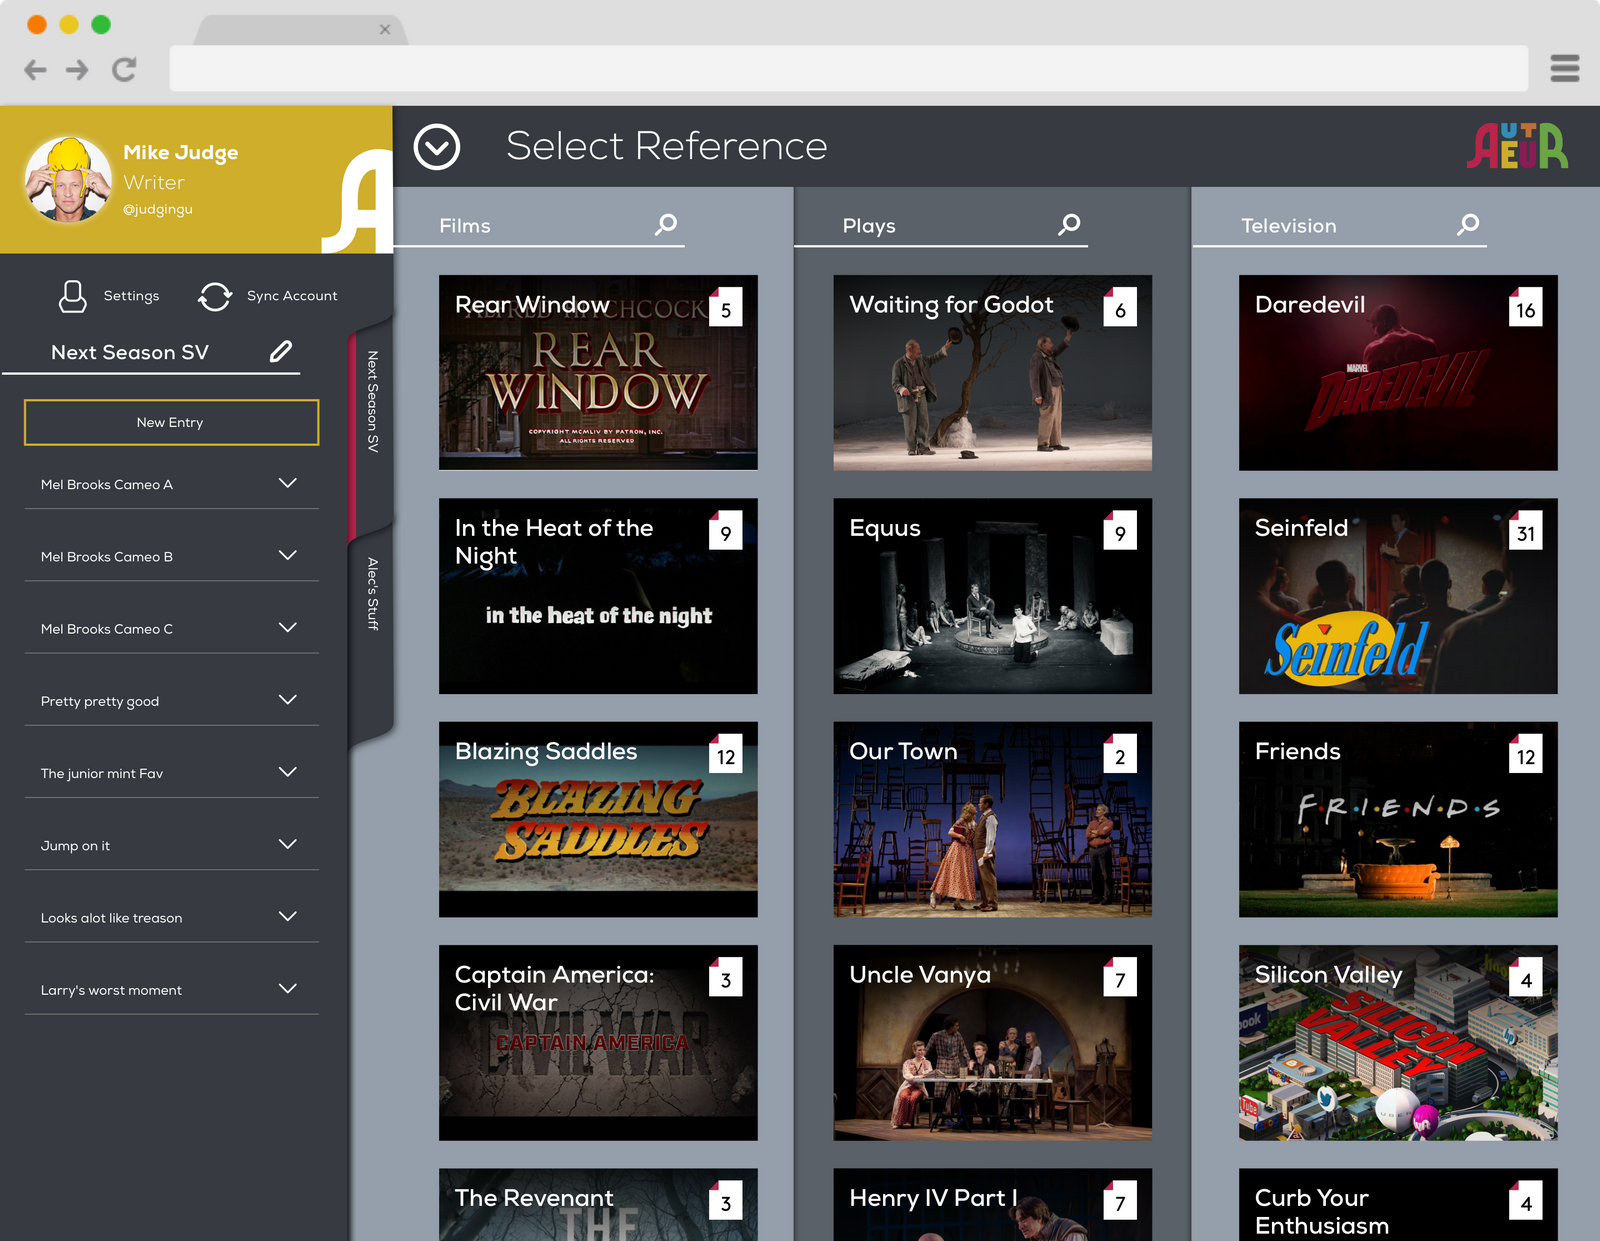 Mike Judge
Writer
@judgingu
Settings
Sync Account
Next Season SV
New Entry
Mel Brooks Cameo A
Mel Brooks Cameo B
Mel Brooks Cameo C
Pretty pretty good
The junior mint Fav
Jump on it
Looks alot like treason
Larry's worst moment
Next Season SV
Alec's Stuff
Select Reference
AUTEUR
Films
Rear Window
5
HITCHCOCK
REAR
WINDOW
COPYRIGHT MCMLIV BY PATRON, INC.
ALL RIGHTS RESERVED
In the Heat of the
Night
9
in the heat of the night
Blazing Saddles
12
BLAZING
SADDLES
Captain America:
Civil War
3
CIVIL WAR
CAPTAIN AMERICA
The Revenant
3
THE
Plays
Waiting for Godot
6
Equus
9
Our Town
2
Uncle Vanya
7
Henry IV Part I
7
Television
Daredevil
16
MARVEL
DAREDEVIL
Seinfeld
31
Seinfeld
Friends
12
F·R·I·E·N·D·S
Silicon Valley
4
SILICON
VALLEY
book
hp
Tube
UBER
Curb Your
Enthusiasm
4